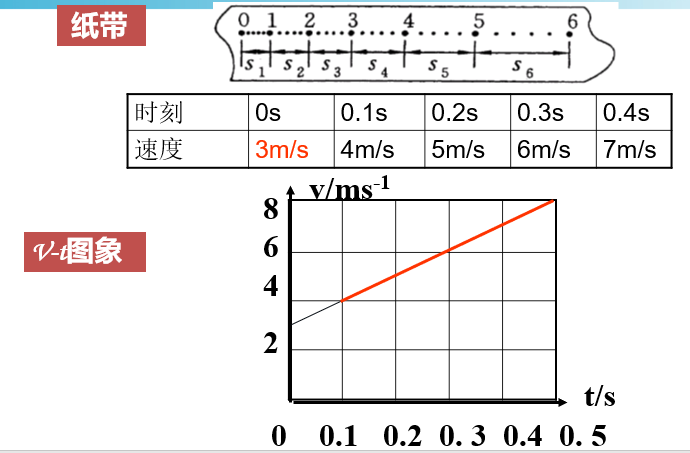 纸带
0 1 2 3 4 5 6
s1 s2 s3 s4 s5 s6
时刻 0s 0.1s 0.2s 0.3s 0.4s
速度 3m/s 4m/s 5m/s 6m/s 7m/s
v/ms-1
v-t图象
8
6
4
2
t/s
0 0.1 0.2 0. 3 0.4 0. 5